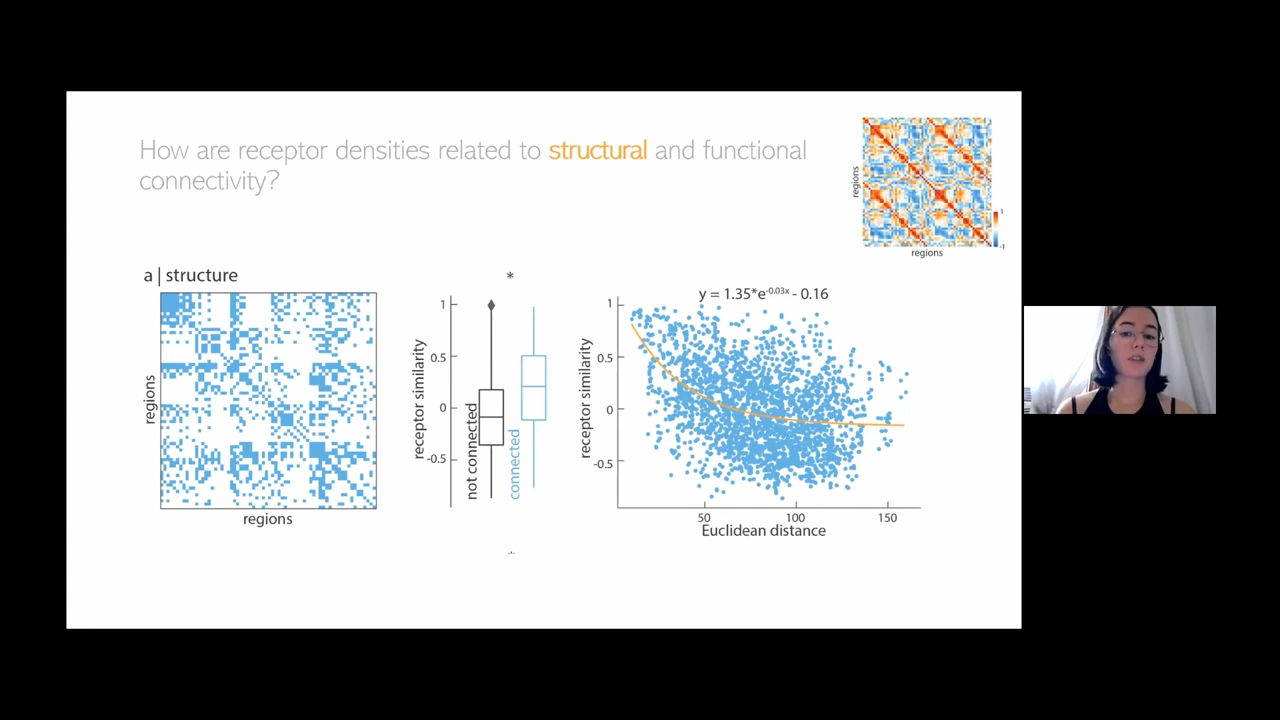 How are receptor densities related to structural and functional
connectivity?
regions
1
-1
regions
a | structure
regions
regions
*
receptor similarity
1
0.5
0
-0.5
not connected
connected
*
y = 1.35*e-0.03x - 0.16
receptor similarity
1
0.5
0
-0.5
50
100
150
Euclidean distance